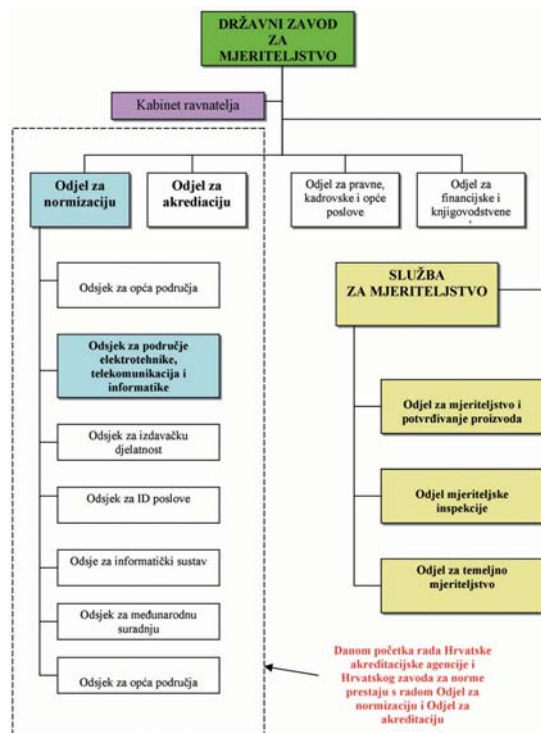 DRŽAVNI ZAVOD
ZA
MJERITELJSTVO
Kabinet ravnatelja
Odjel za
normizaciju
Odjel za
akrediaciju
Odjel za pravne,
kadrovske i opće
poslove
Odjel za
financijske i
knjigovodstvene
Odsjek za opća područja
Odsjek za područje
elektrotehnike,
telekomunikacija i
informatike
Odsjek za izdavačku
djelatnost
Odsjek za ID poslove
Odsje za informatički sustav
Odsjek za međunarodnu
suradnju
Odsjek za opća područja
SLUŽBA
ZA MJERITELJSTVO
Odjel za mjeriteljstvo i
potvrđivanje proizvoda
Odjel mjeriteljske
inspekcije
Odjel za temeljno
mjeriteljstvo
Danom početka rada Hrvatske
akreditacijske agencije i
Hrvatskog zavoda za norme
prestaju s radom Odjel za
normizaciju i Odjel za
akreditaciju